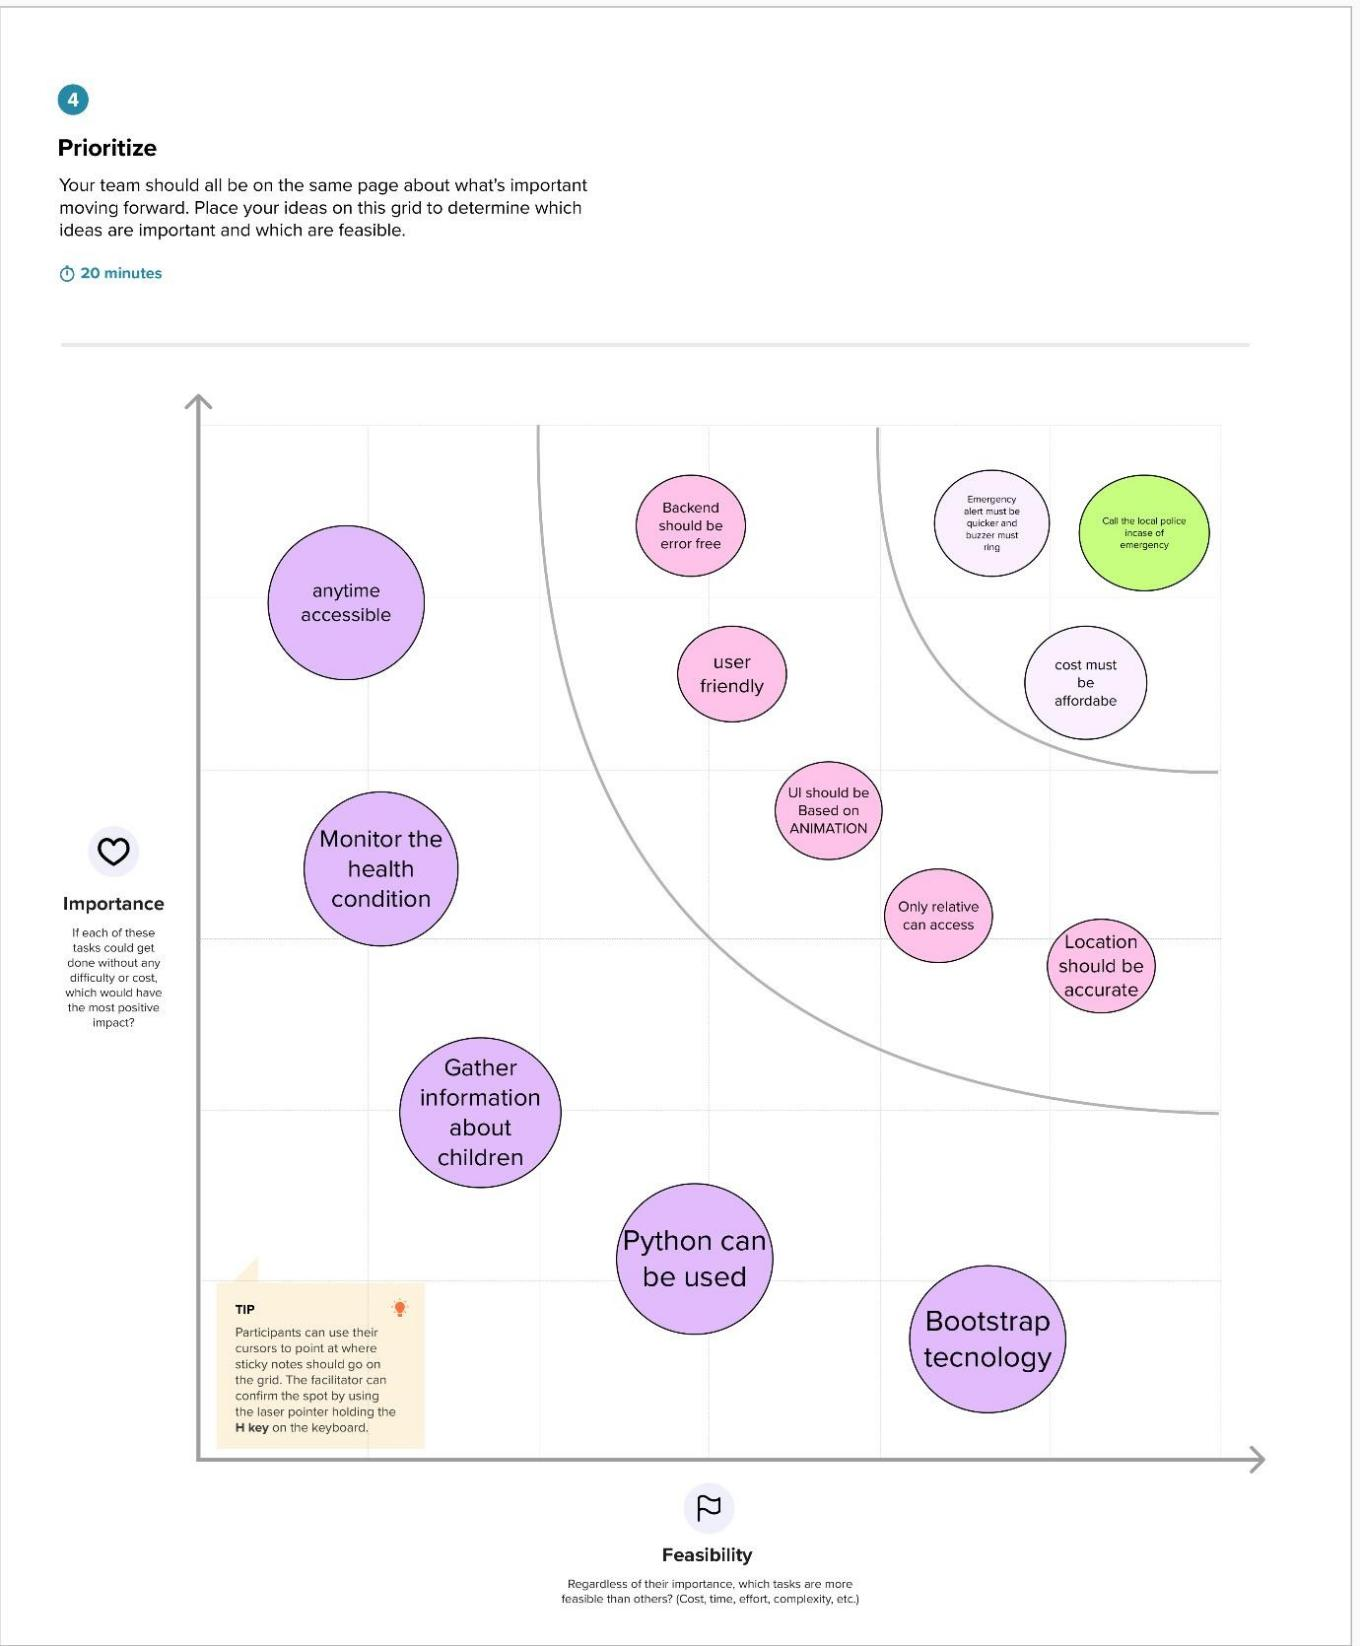 4
Prioritize
Your team should all be on the same page about what's important
moving forward. Place your ideas on this grid to determine which
ideas are important and which are feasible.
20 minutes
Backend
should be
error free
Emergency
alert must be
quicker and
buzzer must
ring
Call the local police
incase of
emergency
anytime
accessible
user
friendly
cost must
be
affordabe
UI should be
Based on
ANIMATION
Monitor the
health
condition
Only relative
can access
Location
should be
accurate
Importance
If each of these
tasks could get
done without any
difficulty or cost,
which would have
the most positive
impact?
Gather
information
about
children
Python can
be used
Bootstrap
tecnology
TIP
Participants can use their
cursors to point at where
sticky notes should go on
the grid. The facilitator can
confirm the spot by using
the laser pointer holding the
H key on the keyboard.
Feasibility
Regardless of their importance, which tasks are more
feasible than others? (Cost, time, effort, complexity, etc.)